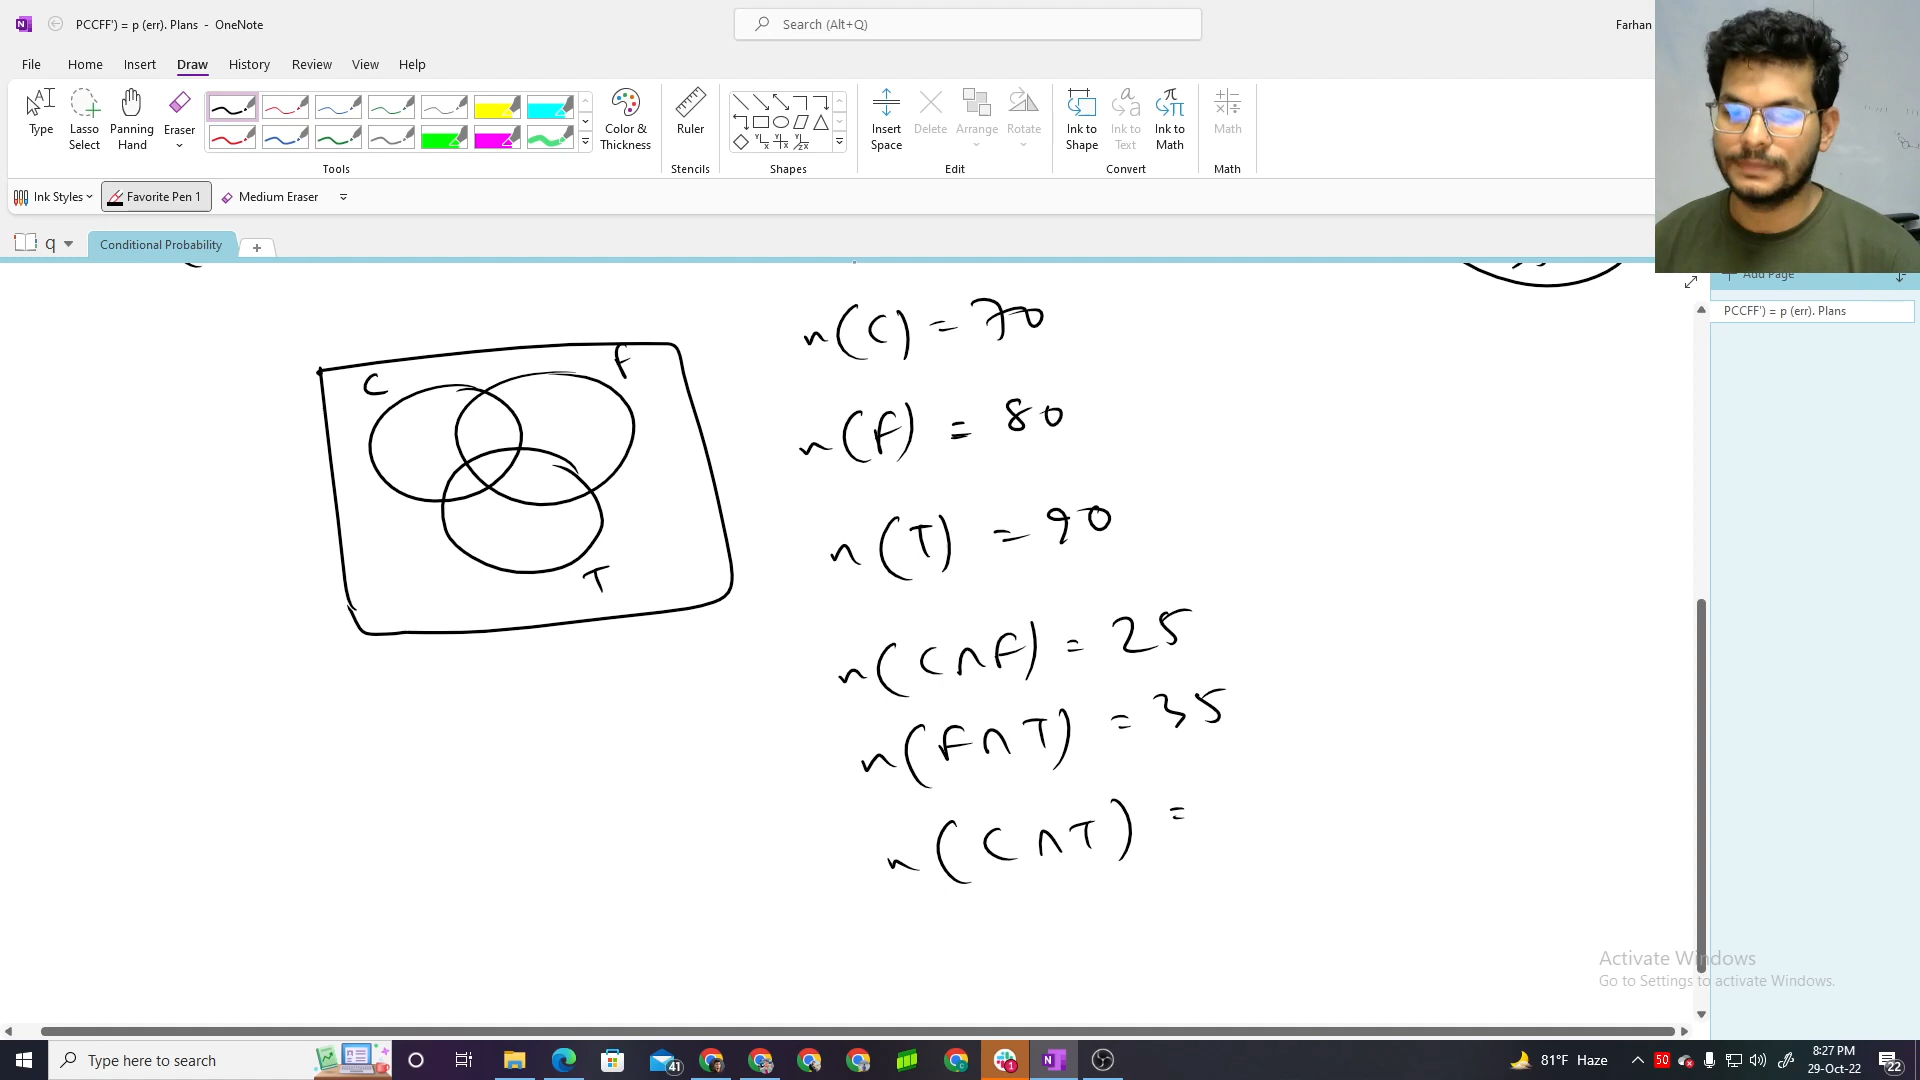 PCCFF') = p (err). Plans - OneNote
Search (Alt+Q)
Farhan
File Home Insert Draw History Review View Help
Type
Lasso Select
Panning Hand
Eraser
Color & Thickness
Ruler
Insert Space
Delete
Arrange
Rotate
Ink to Shape
Ink to Text
Ink to Math
Math
Tools Stencils Shapes Edit Convert Math
Ink Styles Favorite Pen 1 Medium Eraser
q Conditional Probability
Add Page
PCCFF') = p (err). Plans
C
F
T
n(C) = 70
n(F) = 80
n(T) = 90
n(C∩F) = 25
n(F∩T) = 35
n(C∩T) =
Activate Windows
Go to Settings to activate Windows.
Type here to search
41
1
81°F Haze
50
8:27 PM
29-Oct-22
22